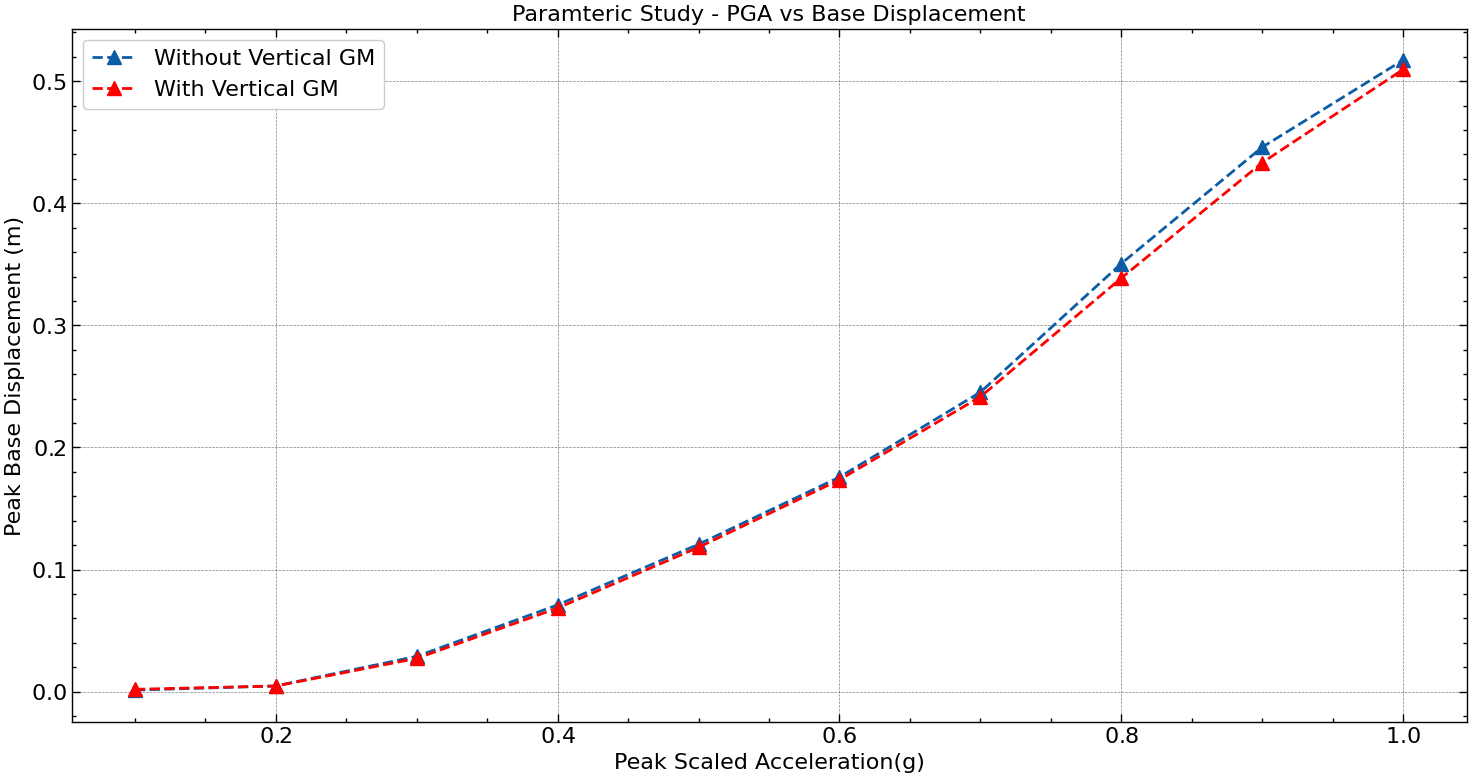 Paramteric Study - PGA vs Base Displacement
Without Vertical GM
With Vertical GM
Peak Base Displacement (m)
0.5
0.4
0.3
0.2
0.1
0.0
0.2
0.4
0.6
0.8
1.0
Peak Scaled Acceleration(g)